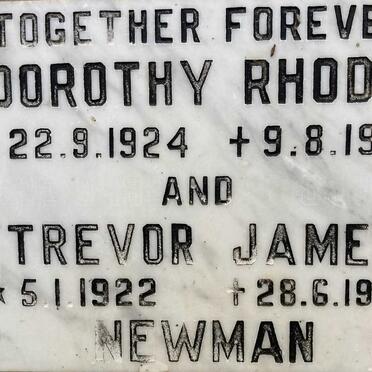 TOGETHER FOREVE
DOROTHY RHOD
22.9.1924 ✝ 9.8.19
AND
TREVOR JAME
★ 5.1.1922 ✝ 28.6.19
NEWMAN